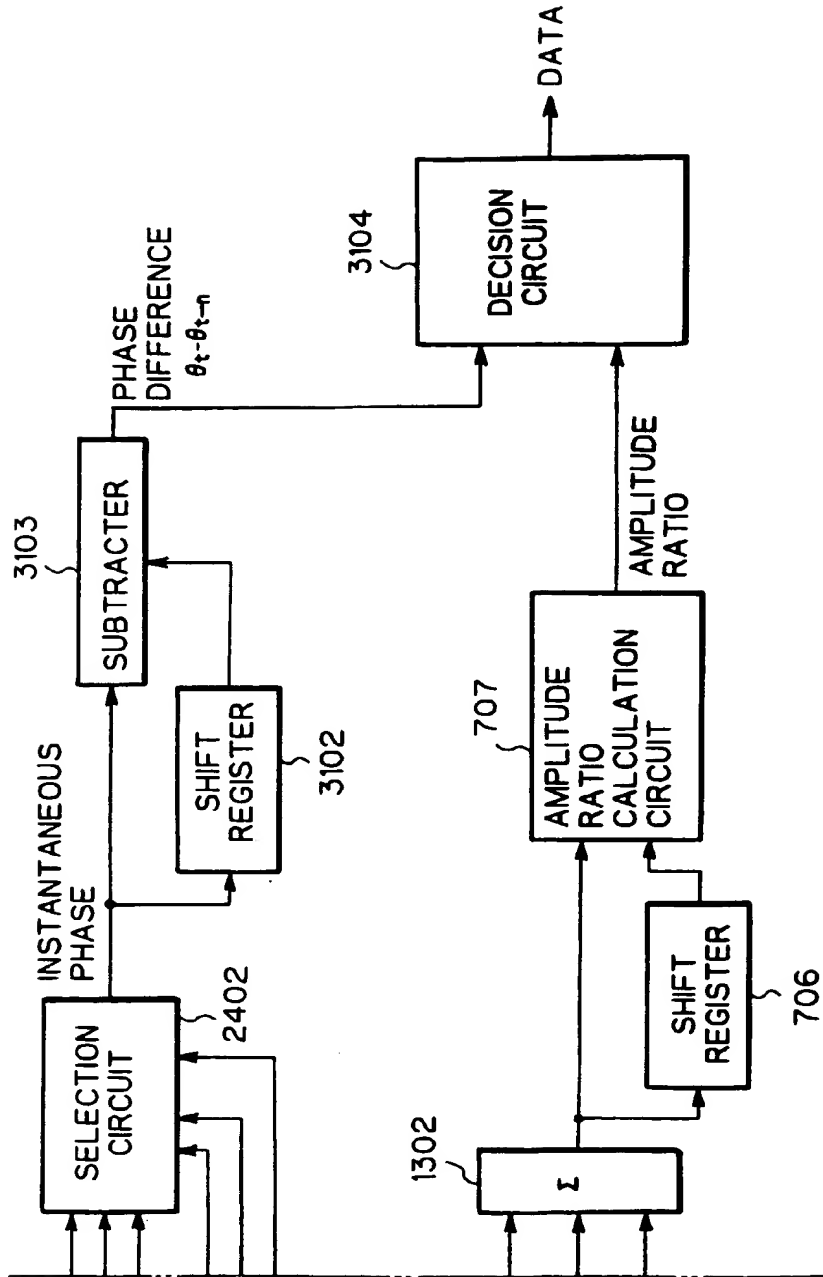 SELECTION
CIRCUIT
2402
INSTANTANEOUS
PHASE
SHIFT
REGISTER
3102
SUBTRACTER
3103
PHASE
DIFFERENCE
θt-θt-n
DECISION
CIRCUIT
3104
DATA
Σ
1302
SHIFT
REGISTER
706
AMPLITUDE
RATIO
CALCULATION
CIRCUIT
707
AMPLITUDE
RATIO